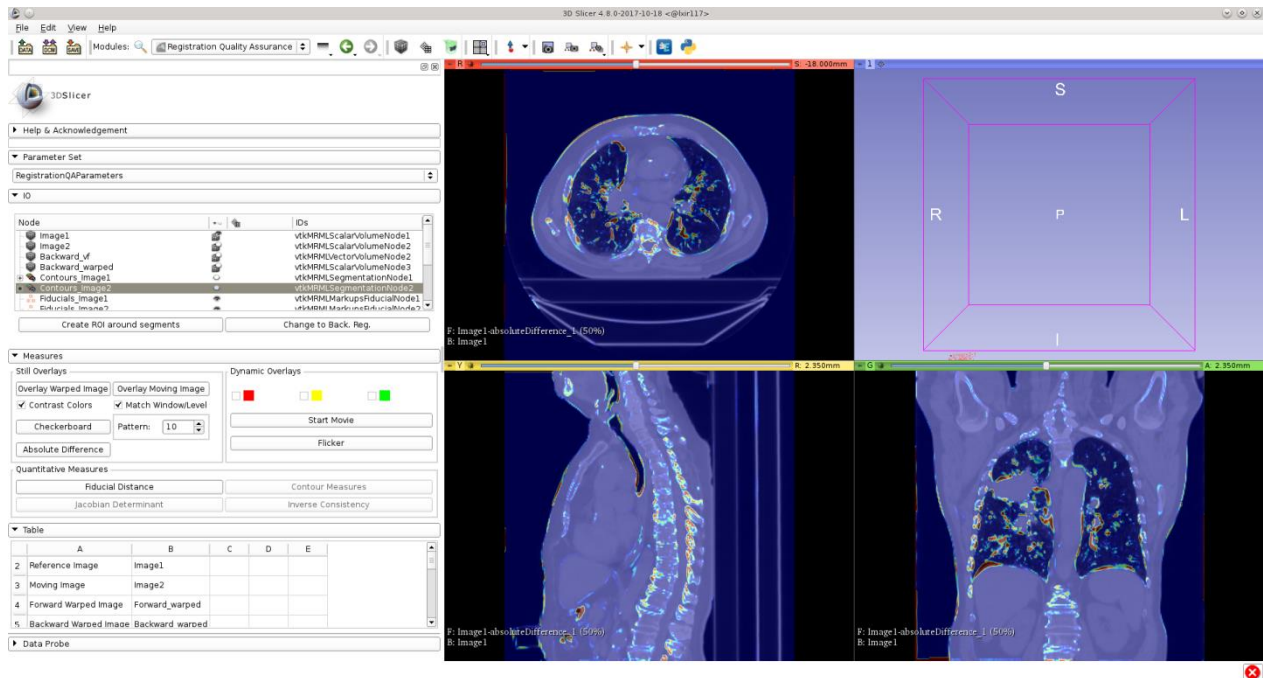 3D Slicer 4.8.0-2017-10-18 <@lxir117>
File Edit View Help
DATA DCM SAVE Modules: Registration Quality Assurance
3DSlicer
Help & Acknowledgement
Parameter Set
RegistrationQAParameters
IO
Node IDs
Image1 vtkMRMLScalarVolumeNode1
Image2 vtkMRMLScalarVolumeNode2
Backward_vf vtkMRMLVectorVolumeNode2
Backward_warped vtkMRMLScalarVolumeNode3
Contours_Image1 vtkMRMLSegmentationNode1
Contours_Image2 vtkMRMLSegmentationNode2
Fiducials_Image1 vtkMRMLMarkupsFiducialNode1
Fiducials_Image2 vtkMRMLMarkupsFiducialNode2
Create ROI around segments Change to Back. Reg.
Measures
Still Overlays Dynamic Overlays
Overlay Warped Image Overlay Moving Image
Contrast Colors Match Window/Level
Checkerboard Pattern: 10 Start Movie
Absolute Difference Flicker
Quantitative Measures
Fiducial Distance Contour Measures
Jacobian Determinant Inverse Consistency
Table
A B C D E
2 Reference Image Image1
3 Moving Image Image2
4 Forward Warped Image Forward_warped
5 Backward Warped Image Backward_warped
Data Probe
R S: -18.000mm
F: Image1-absoluteDifference_1 (50%)
B: Image1
1
S
R P L
I
Y R: 2.350mm
F: Image1-absoluteDifference_1 (50%)
B: Image1
G A: 2.350mm
F: Image1-absoluteDifference_1 (50%)
B: Image1